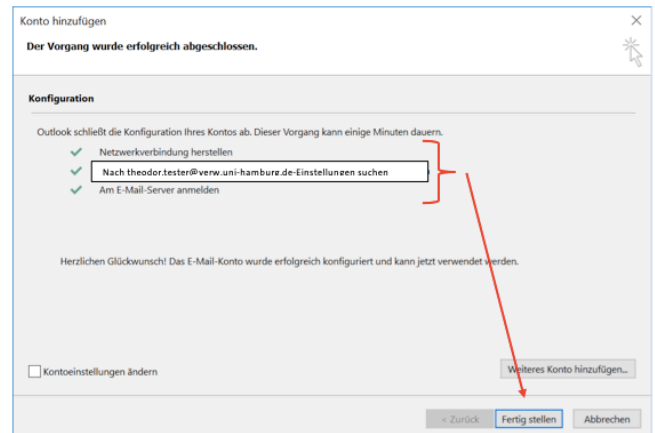 Konto hinzufügen
Der Vorgang wurde erfolgreich abgeschlossen.
Konfiguration
Outlook schließt die Konfiguration Ihres Kontos ab. Dieser Vorgang kann einige Minuten dauern.
Netzwerkverbindung herstellen
Nach theodor.tester@verw.uni-hamburg.de-Einstellungen suchen
Am E-Mail-Server anmelden
Herzlichen Glückwunsch! Das E-Mail-Konto wurde erfolgreich konfiguriert und kann jetzt verwendet werden.
Kontoeinstellungen ändern
Weiteres Konto hinzufügen...
< Zurück Fertig stellen Abbrechen